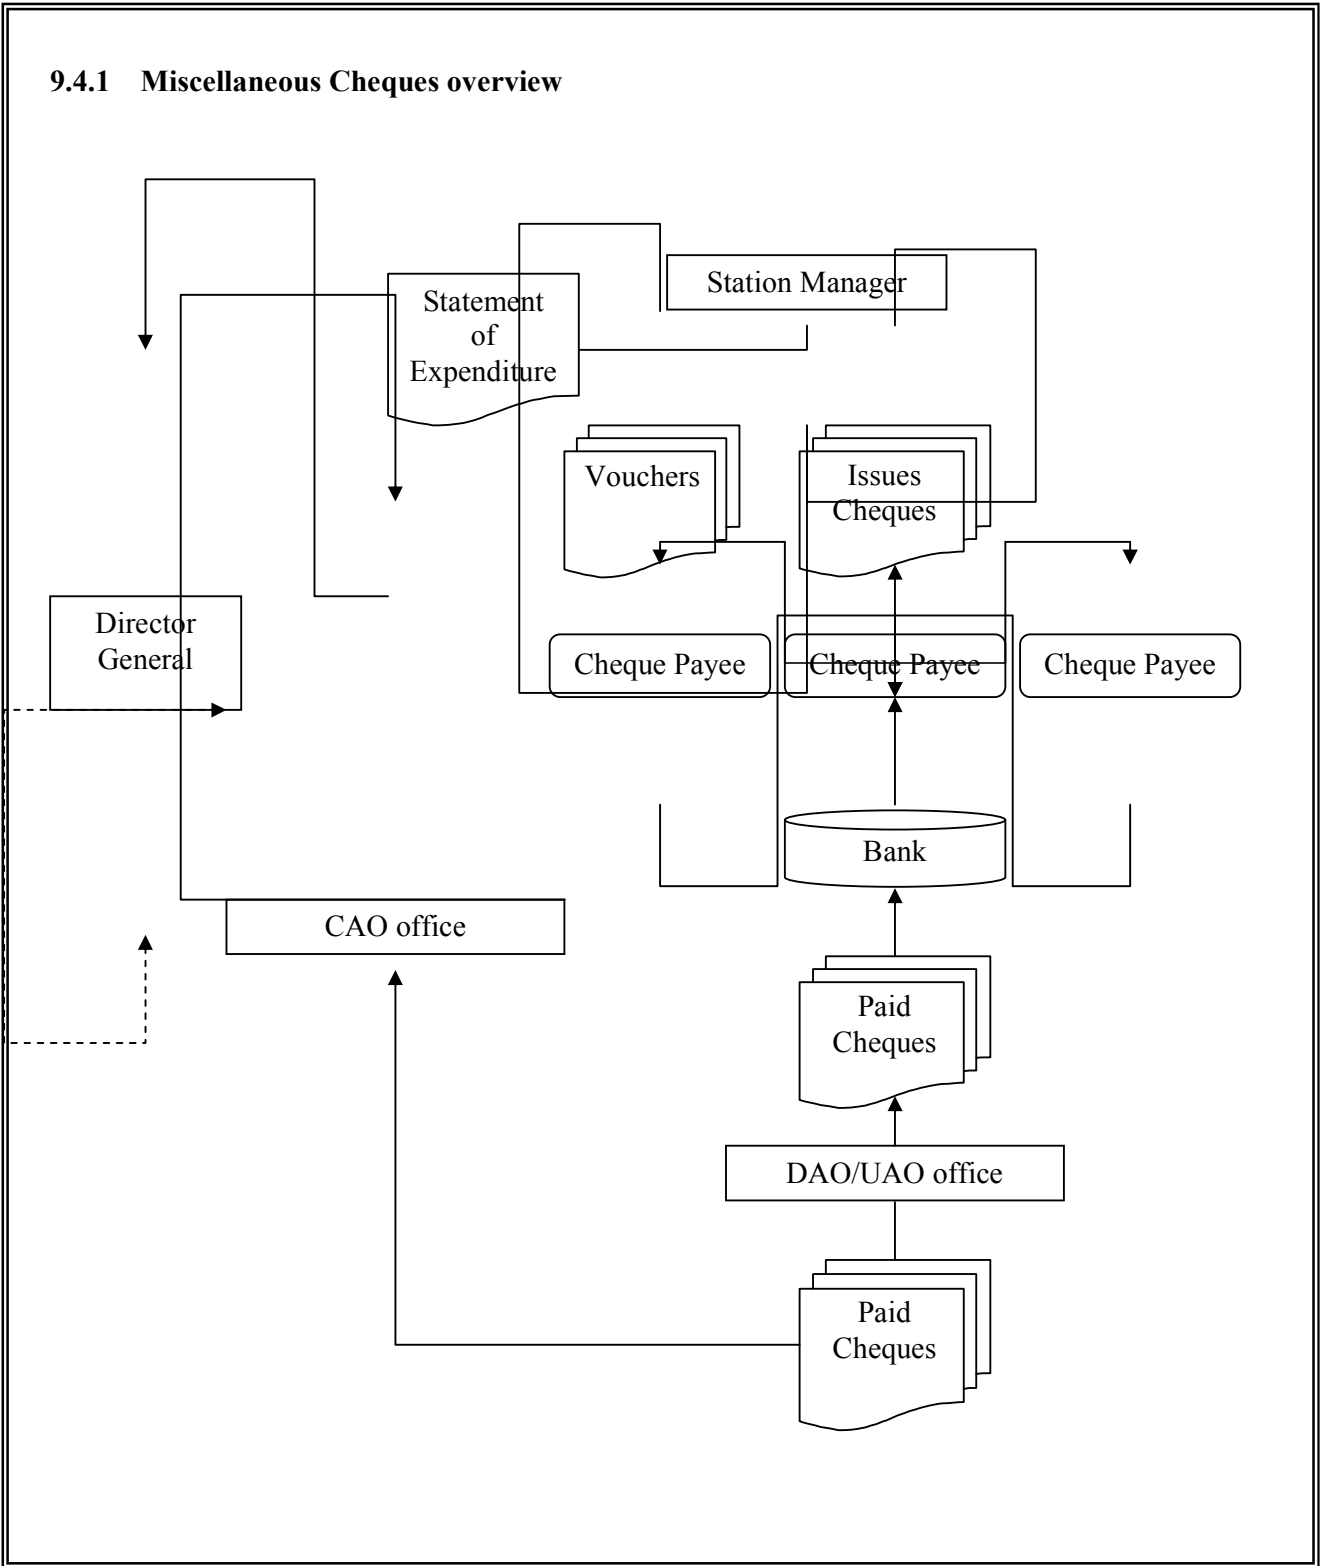 9.4.1 Miscellaneous Cheques overview
Station Manager
Statement
of
Expenditure
Vouchers
Issues
Cheques
Director
General
Cheque Payee
Cheque Payee
Cheque Payee
Bank
CAO office
Paid
Cheques
DAO/UAO office
Paid
Cheques